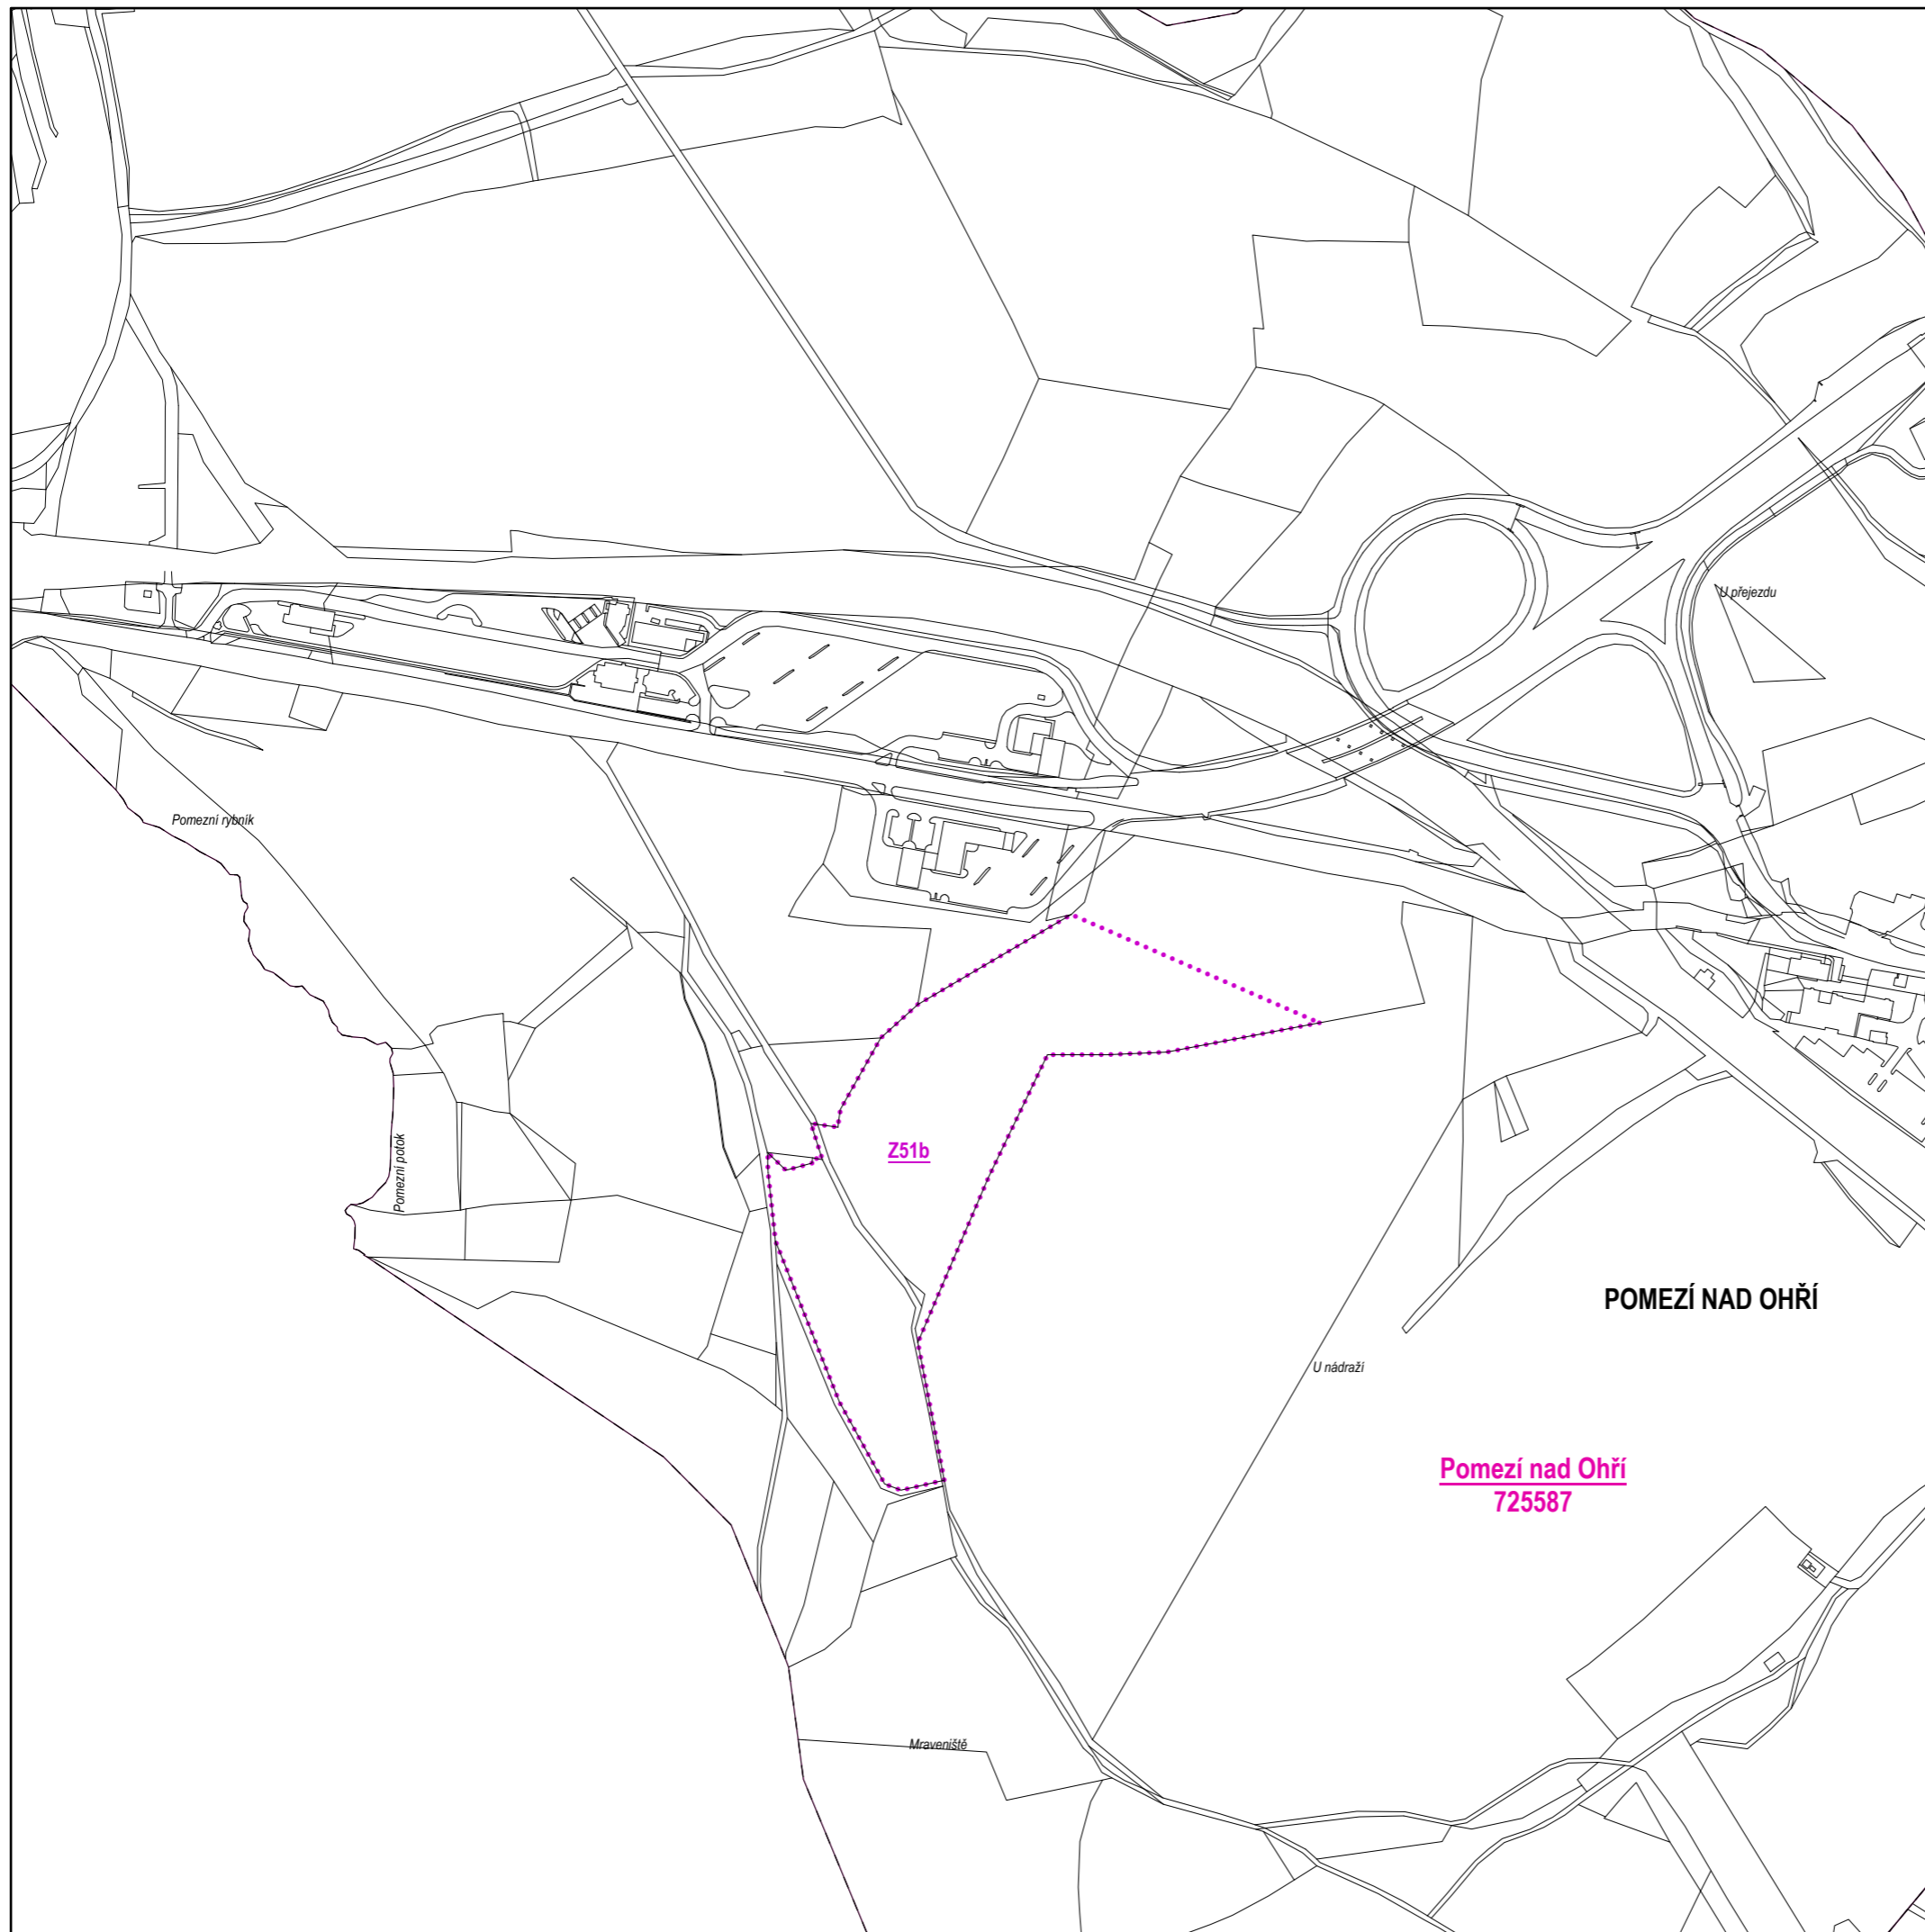 U přejezdu
Pomezní rybník
Pomezní potok
Z51b
POMEZÍ NAD OHŘÍ
U nádraží
Pomezí nad Ohří
725587
Mraveniště